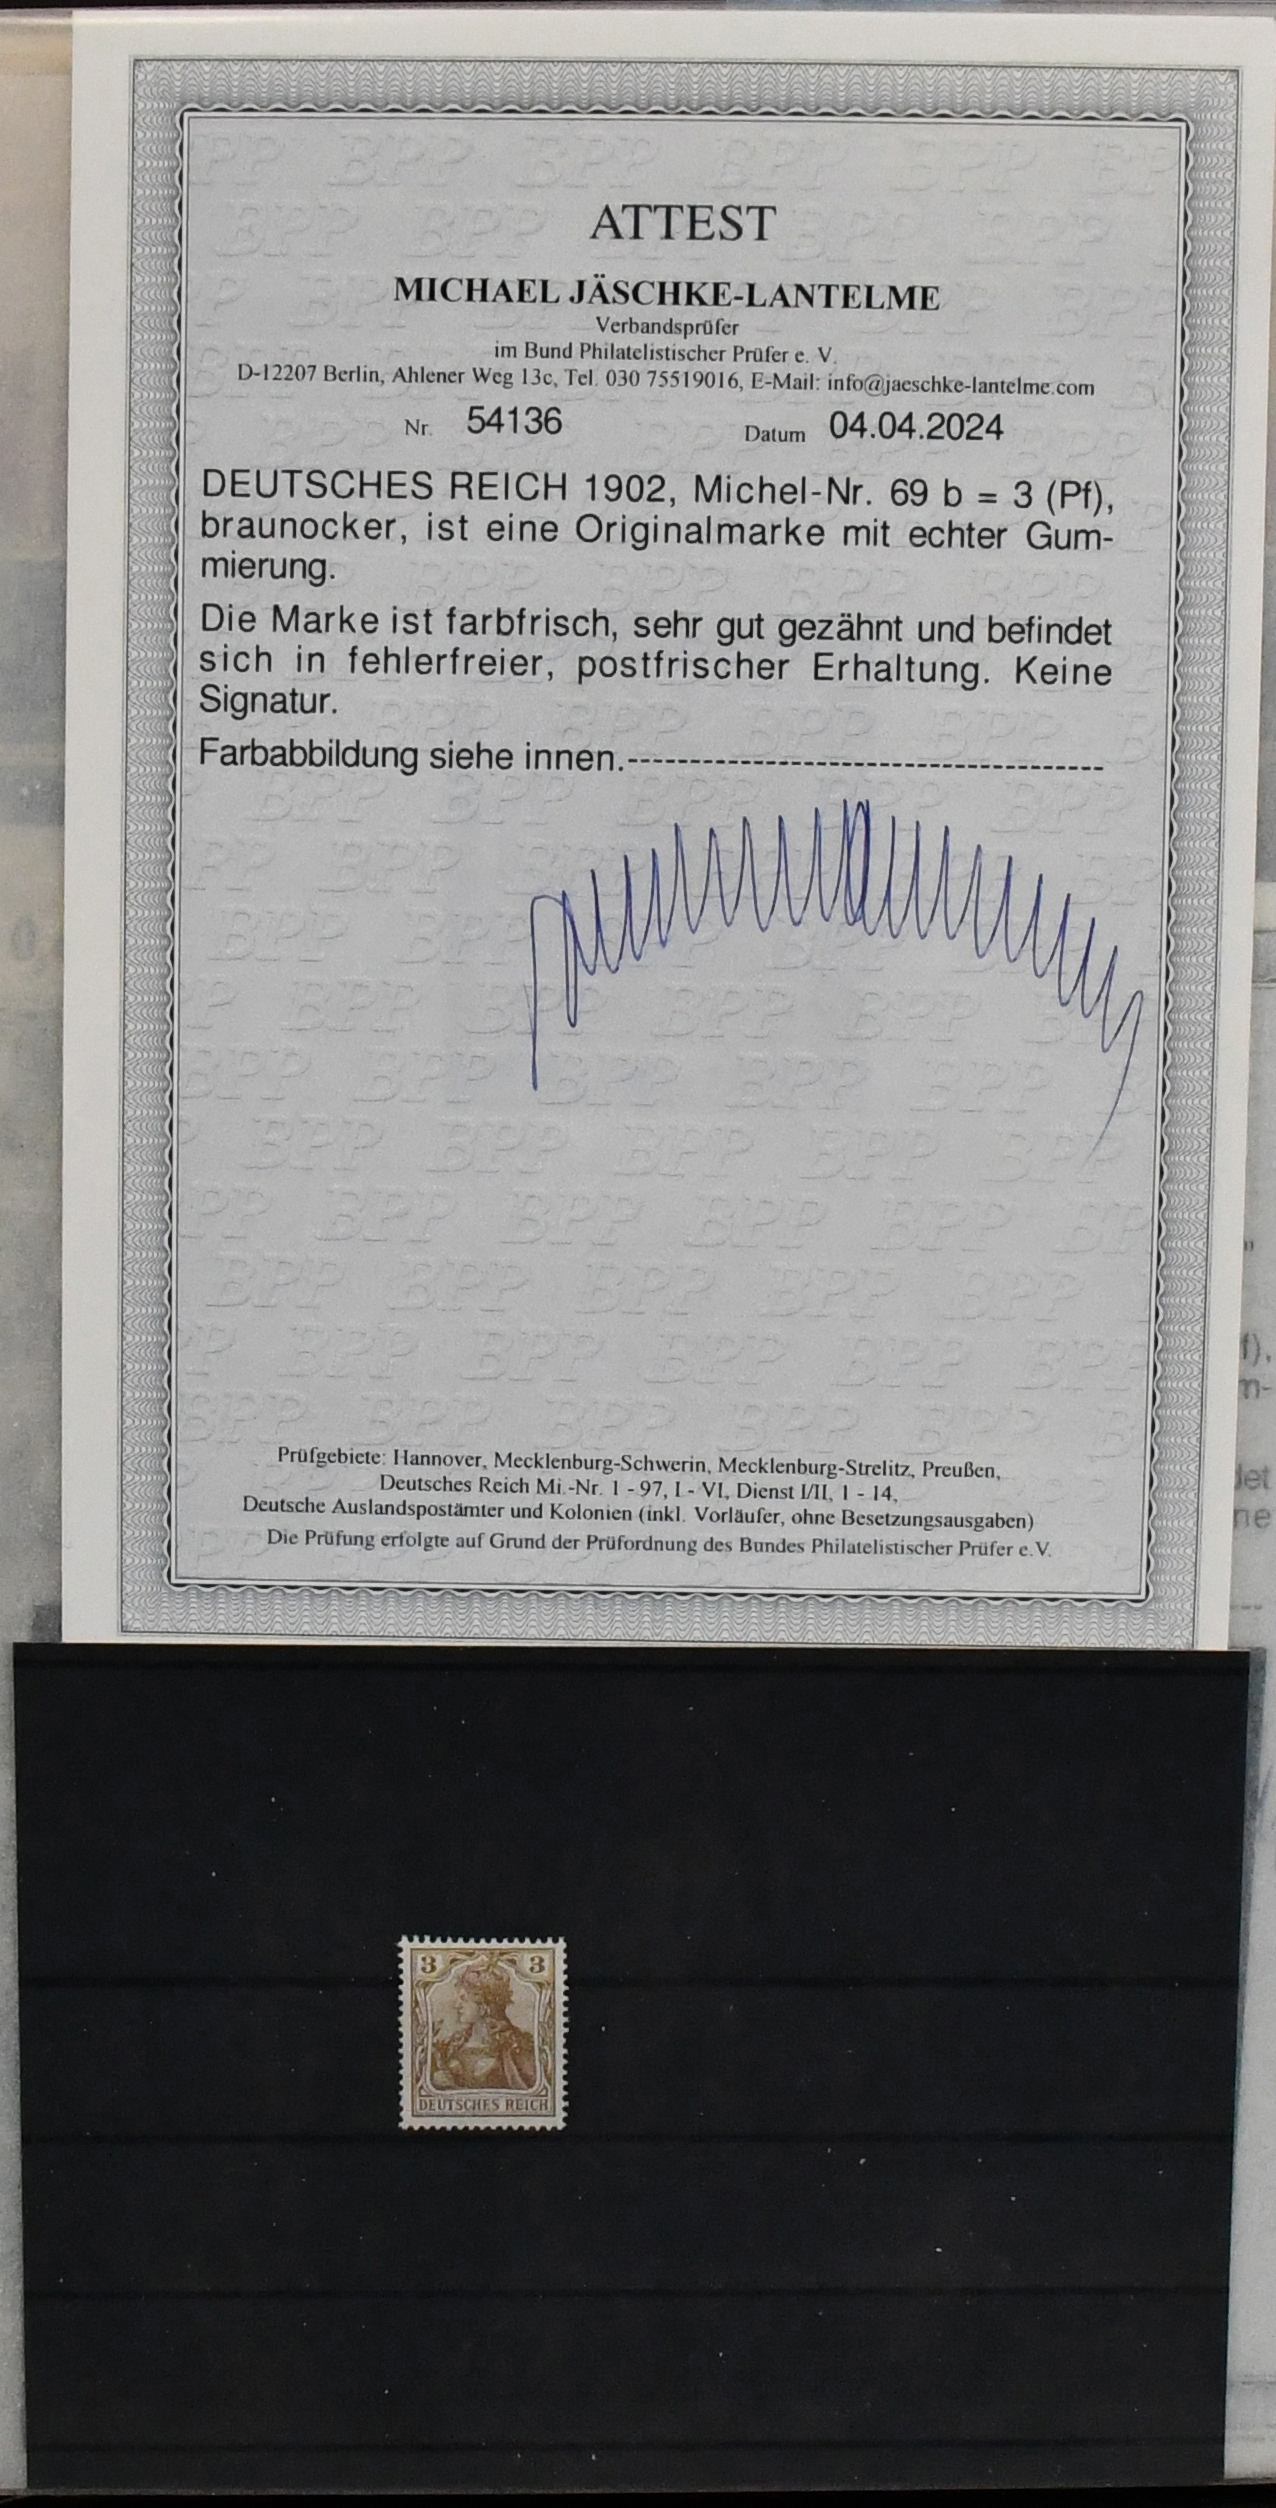 ATTEST
MICHAEL JÄSCHKE-LANTELME
Verbandsprüfer
im Bund Philatelistischer Prüfer e. V.
D-12207 Berlin, Ahlener Weg 13c, Tel. 030 75519016, E-Mail: info@jaeschke-lantelme.com
Nr. 54136 Datum 04.04.2024
DEUTSCHES REICH 1902, Michel-Nr. 69 b = 3 (Pf),
braunocker, ist eine Originalmarke mit echter Gum-
mierung.
Die Marke ist farbfrisch, sehr gut gezähnt und befindet
sich in fehlerfreier, postfrischer Erhaltung. Keine
Signatur.
Farbabbildung siehe innen.--------------------------------------
Prüfgebiete: Hannover, Mecklenburg-Schwerin, Mecklenburg-Strelitz, Preußen,
Deutsches Reich Mi.-Nr. 1 - 97, I - VI, Dienst I/II, 1 - 14,
Deutsche Auslandspostämter und Kolonien (inkl. Vorläufer, ohne Besetzungsausgaben)
Die Prüfung erfolgte auf Grund der Prüfordnung des Bundes Philatelistischer Prüfer e.V.
3 3
DEUTSCHES REICH